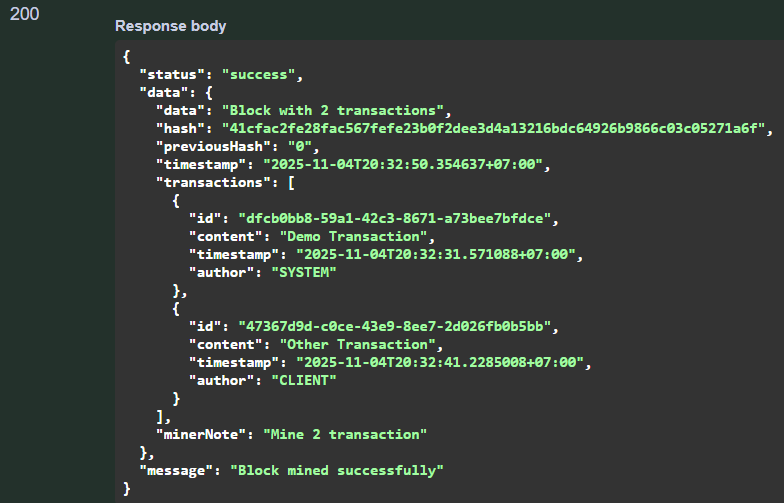 200
Response body
{
  "status": "success",
  "data": {
    "data": "Block with 2 transactions",
    "hash": "41cfac2fe28fac567fefe23b0f2dee3d4a13216bdc64926b9866c03c05271a6f",
    "previousHash": "0",
    "timestamp": "2025-11-04T20:32:50.354637+07:00",
    "transactions": [
      {
        "id": "dfcb0bb8-59a1-42c3-8671-a73bee7bfdce",
        "content": "Demo Transaction",
        "timestamp": "2025-11-04T20:32:31.571088+07:00",
        "author": "SYSTEM"
      },
      {
        "id": "47367d9d-c0ce-43e9-8ee7-2d026fb0b5bb",
        "content": "Other Transaction",
        "timestamp": "2025-11-04T20:32:41.2285008+07:00",
        "author": "CLIENT"
      }
    ],
    "minerNote": "Mine 2 transaction"
  },
  "message": "Block mined successfully"
}